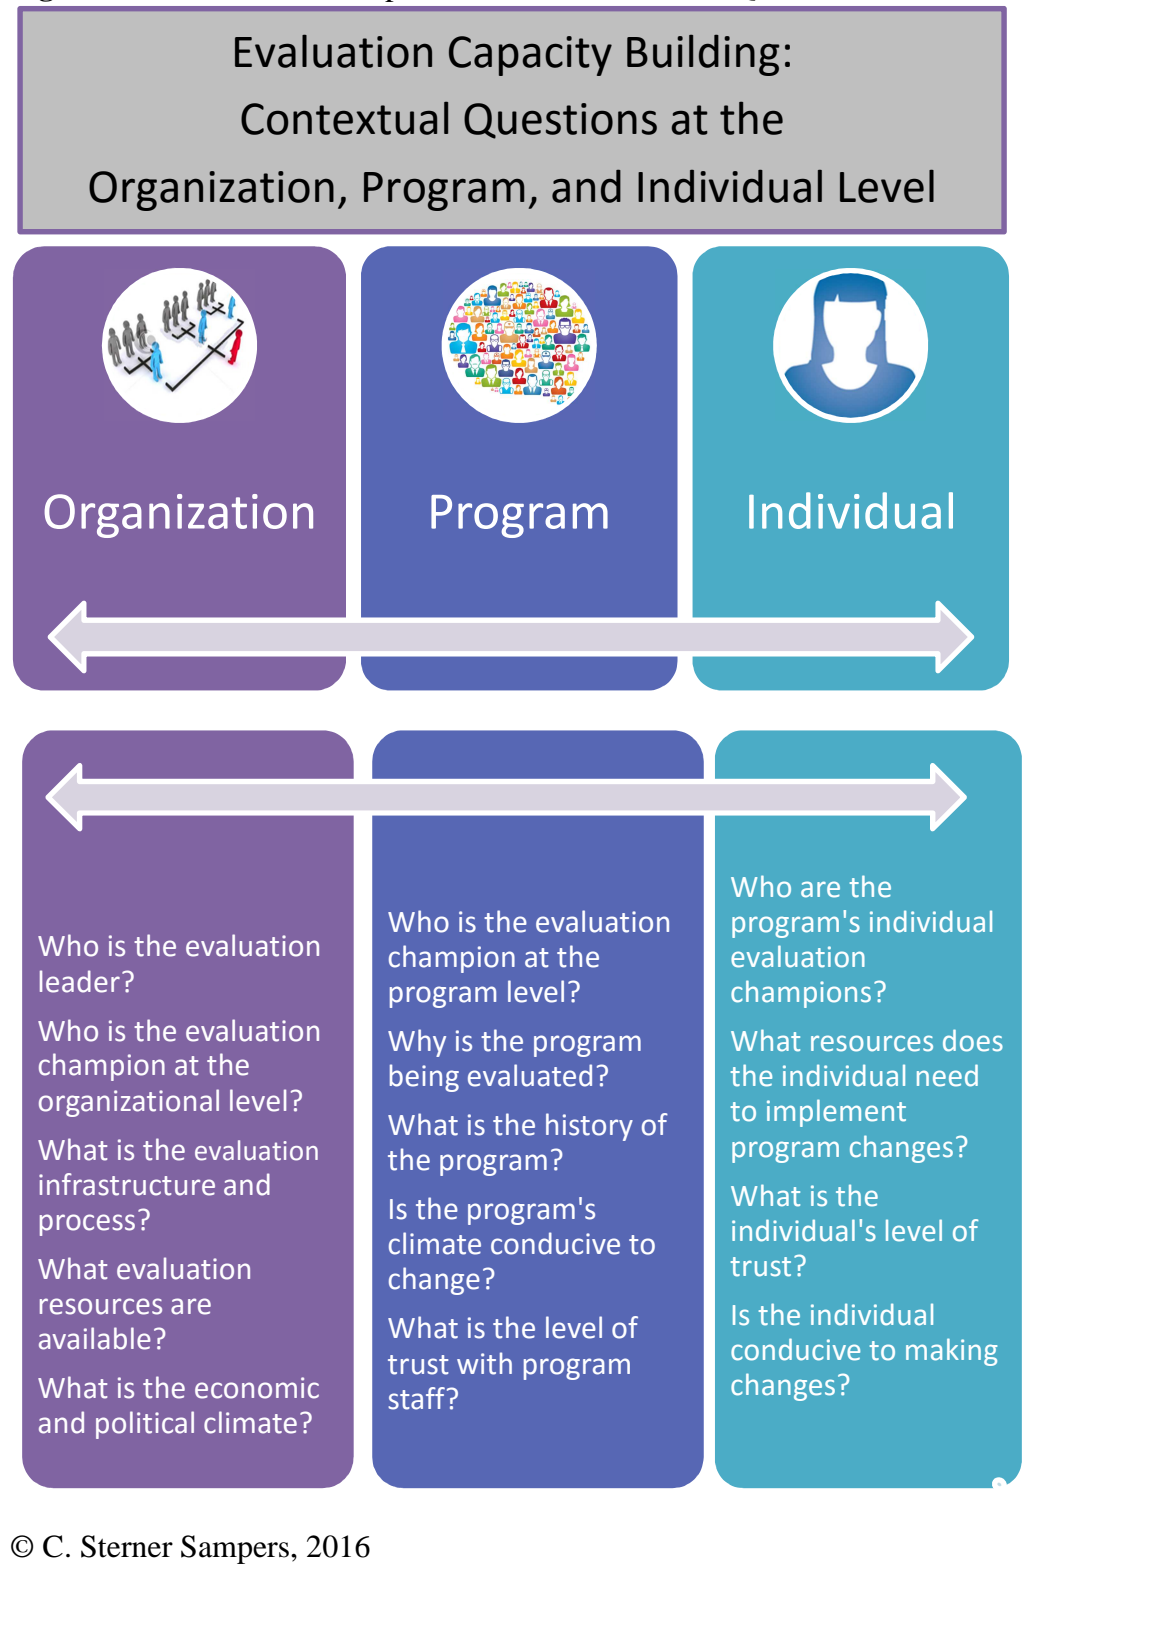 Evaluation Capacity Building:
Contextual Questions at the
Organization, Program, and Individual Level
Organization
Program
Individual
Who is the evaluation
leader?
Who is the evaluation
champion at the
organizational level?
What is the evaluation
infrastructure and
process?
What evaluation
resources are
available?
What is the economic
and political climate?
Who is the evaluation
champion at the
program level?
Why is the program
being evaluated?
What is the history of
the program?
Is the program's
climate conducive to
change?
What is the level of
trust with program
staff?
Who are the
program's individual
evaluation
champions?
What resources does
the individual need
to implement
program changes?
What is the
individual's level of
trust?
Is the individual
conducive to making
changes?
© C. Sterner Sampers, 2016